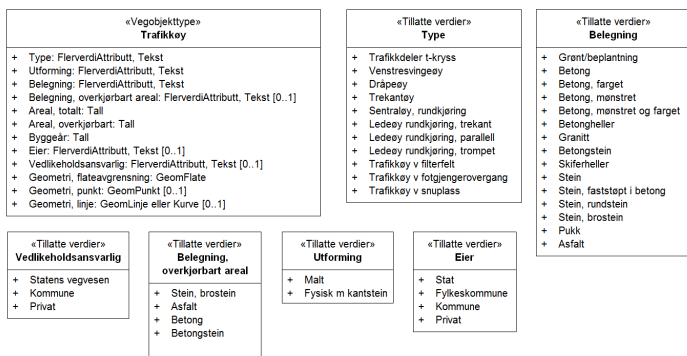 «Vegobjekttype»
Trafikkøy
+ Type: FlerverdiAttributt, Tekst
+ Utforming: FlerverdiAttributt, Tekst
+ Belegning: FlerverdiAttributt, Tekst
+ Belegning, overkjørbart areal: FlerverdiAttributt, Tekst [0..1]
+ Areal, totalt: Tall
+ Areal, overkjørbart: Tall
+ Byggeår: Tall
+ Eier: FlerverdiAttributt, Tekst [0..1]
+ Vedlikeholdsansvarlig: FlerverdiAttributt, Tekst [0..1]
+ Geometri, flateavgrensning: GeomFlate
+ Geometri, punkt: GeomPunkt [0..1]
+ Geometri, linje: GeomLinje eller Kurve [0..1]
«Tillatte verdier»
Type
+ Trafikkdeler t-kryss
+ Venstresvingeøy
+ Dråpeøy
+ Trekantøy
+ Sentraløy, rundkjøring
+ Ledeøy rundkjøring, trekant
+ Ledeøy rundkjøring, parallell
+ Ledeøy rundkjøring, trompet
+ Trafikkøy v filterfelt
+ Trafikkøy v fotgjengerovergang
+ Trafikkøy v snuplass
«Tillatte verdier»
Belegning
+ Grønt/beplantning
+ Betong
+ Betong, farget
+ Betong, mønstret
+ Betong, mønstret og farget
+ Betongheller
+ Granitt
+ Betongstein
+ Skiferheller
+ Stein
+ Stein, faststøpt i betong
+ Stein, rundstein
+ Stein, brostein
+ Pukk
+ Asfalt
«Tillatte verdier»
Vedlikeholdsansvarlig
+ Statens vegvesen
+ Kommune
+ Privat
«Tillatte verdier»
Belegning,
overkjørbart areal
+ Stein, brostein
+ Asfalt
+ Betong
+ Betongstein
«Tillatte verdier»
Utforming
+ Malt
+ Fysisk m kantstein
«Tillatte verdier»
Eier
+ Stat
+ Fylkeskommune
+ Kommune
+ Privat